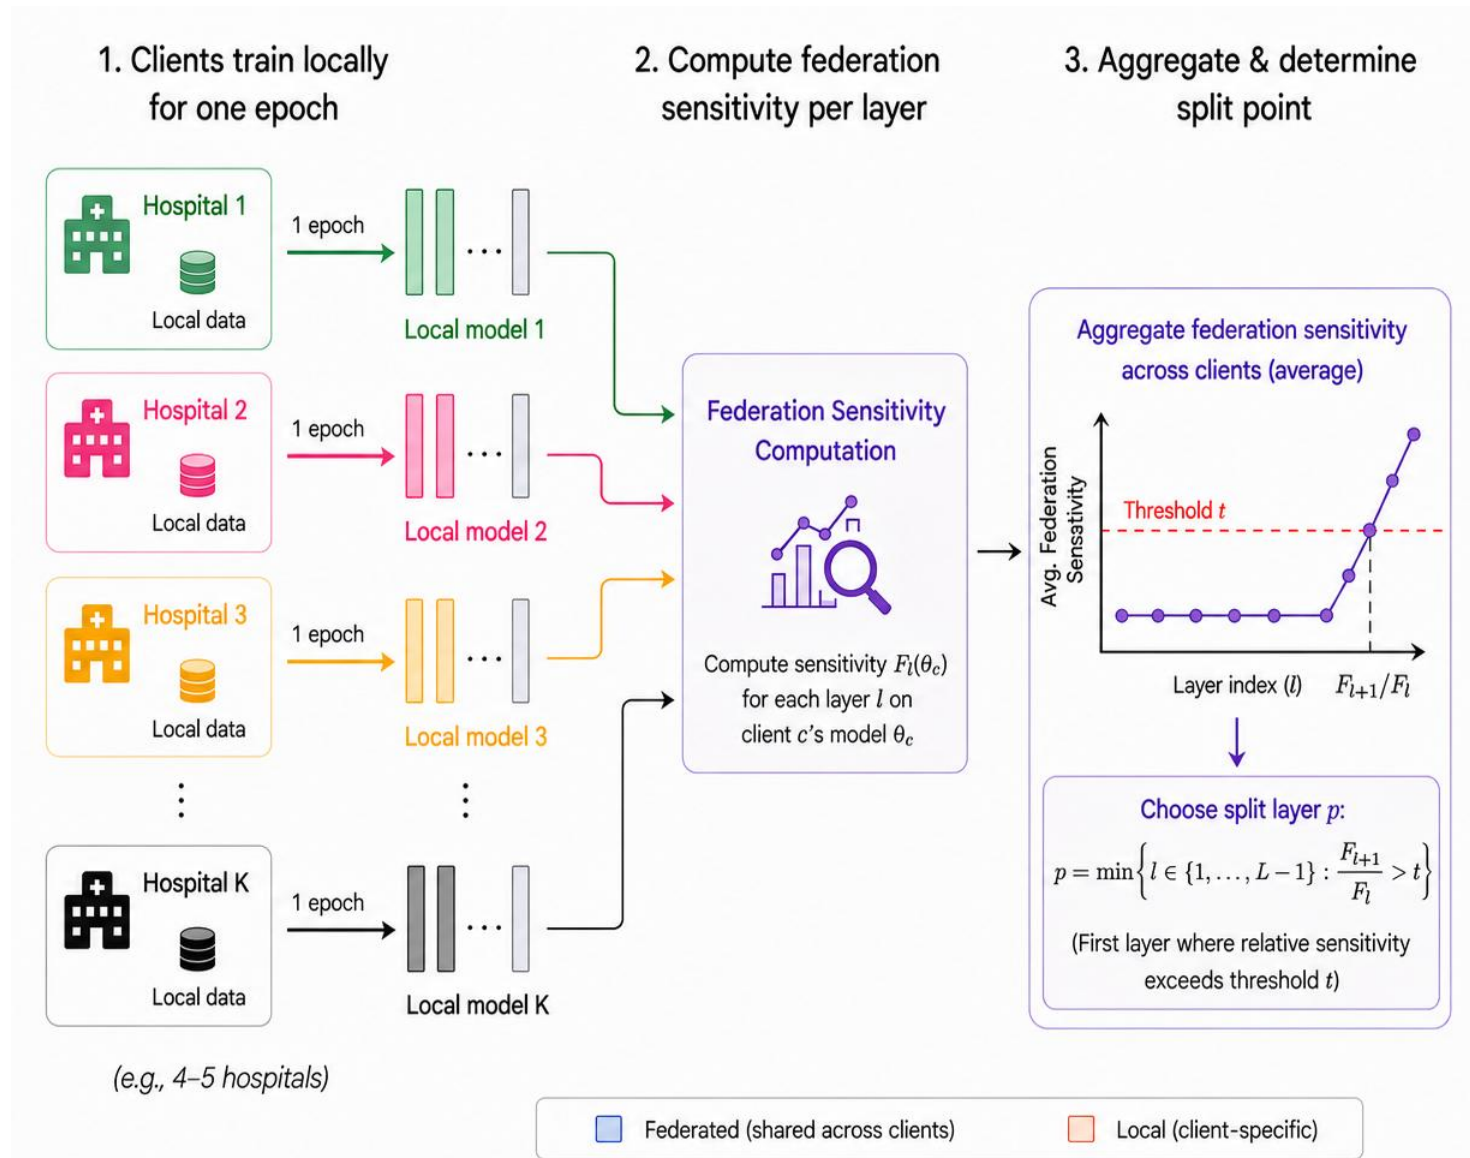 1. Clients train locally
for one epoch
2. Compute federation
sensitivity per layer
3. Aggregate & determine
split point
Hospital 1
Local data
1 epoch
...
Local model 1
Hospital 2
Local data
1 epoch
...
Local model 2
Hospital 3
Local data
1 epoch
...
Local model 3
Hospital K
Local data
1 epoch
...
Local model K
(e.g., 4–5 hospitals)
Federation Sensitivity
Computation
Compute sensitivity F_l(θ_c)
for each layer l on
client c's model θ_c
Aggregate federation sensitivity
across clients (average)
Avg. Federation
Sensativity
Threshold t
Layer index (l)
F_{l+1}/F_l
Choose split layer p:
p = min{l ∈ {1, …, L − 1} : F_{l+1}/F_l > t}
(First layer where relative sensitivity
exceeds threshold t)
Federated (shared across clients)
Local (client-specific)